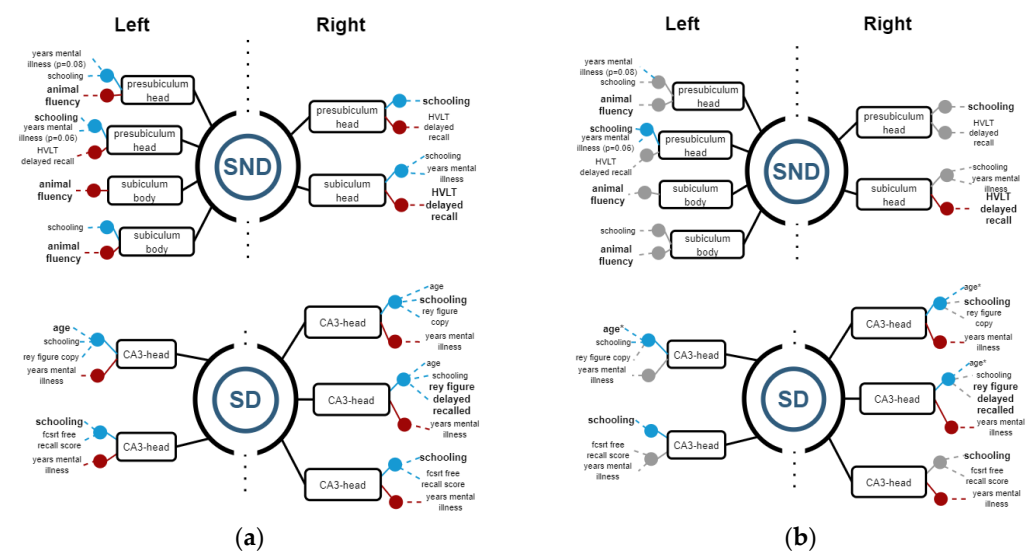 Left
Right
years mental
illness (p=0.08)
schooling
animal
fluency
presubiculum
head
schooling
years mental
illness (p=0.06)
HVLT
delayed recall
presubiculum
head
animal
fluency
subiculum
body
schooling
animal
fluency
subiculum
body
SND
presubiculum
head
schooling
HVLT
delayed
recall
subiculum
head
schooling
years mental
illness
HVLT
delayed
recall
age
schooling
rey figure copy
years mental
illness
CA3-head
schooling
fcsrt free
recall score
years mental
illness
CA3-head
SD
CA3-head
age
schooling
rey figure
copy
years mental
illness
CA3-head
age
schooling
rey figure
delayed
recalled
years mental
illness
CA3-head
schooling
fcsrt free
recall score
years mental
illness
(a)
Left
Right
years mental
illness (p=0.08)
schooling
animal
fluency
presubiculum
head
schooling
years mental
illness (p=0.06)
HVLT
delayed recall
presubiculum
head
animal
fluency
subiculum
body
schooling
animal
fluency
subiculum
body
SND
presubiculum
head
schooling
HVLT
delayed
recall
subiculum
head
schooling
years mental
illness
HVLT
delayed
recall
age*
schooling
rey figure copy
years mental
illness
CA3-head
schooling
fcsrt free
recall score
years mental
illness
CA3-head
SD
CA3-head
age*
schooling
rey figure
copy
years mental
illness
CA3-head
age*
schooling
rey figure
delayed
recalled
years mental
illness
CA3-head
schooling
fcsrt free
recall score
years mental
illness
(b)